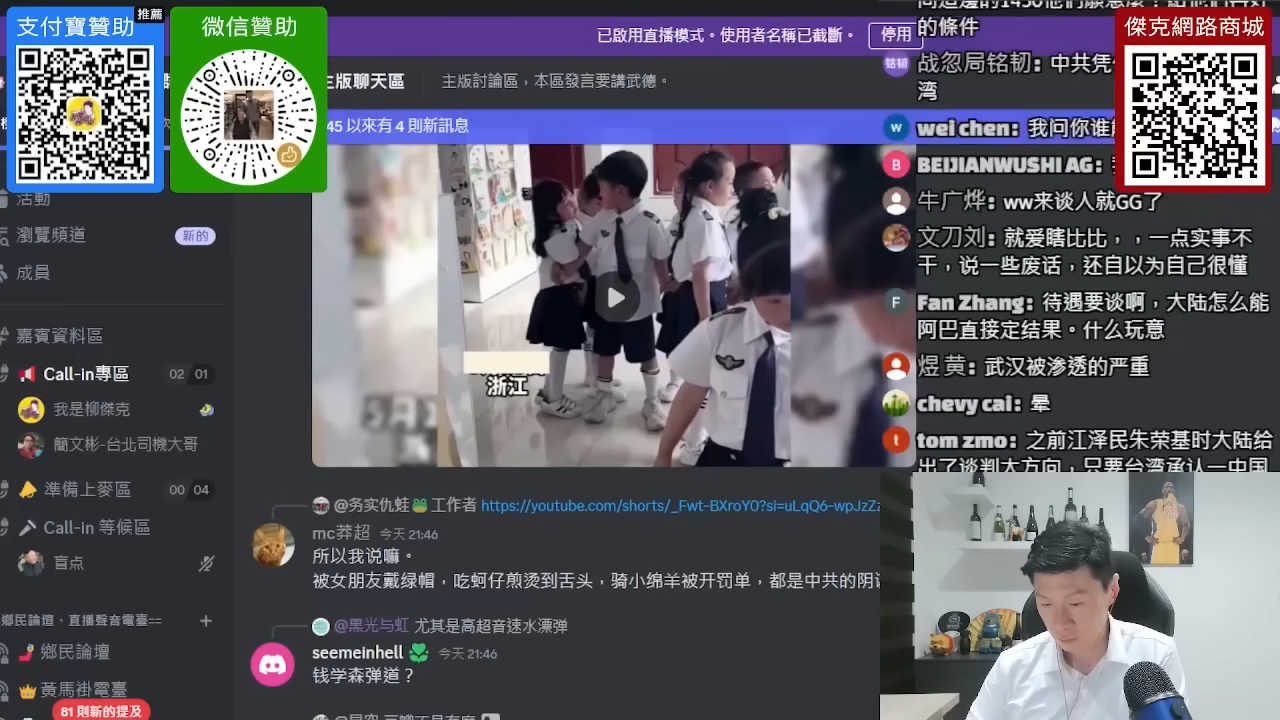 支付寶贊助
推薦
微信贊助
已啟用直播模式。使用者名稱已截斷。
停用
傑克網路商城
主版聊天區
主版討論區，本區發言要講武德。
45 以來有 4 則新訊息
活動
瀏覽頻道
新的
成員
嘉賓資料區
Call-in專區
02 01
我是柳傑克
簡文彬-台北司機大哥
準備上麥區
00 04
Call-in 等候區
盲点
鄉民論壇、直播聲音電臺==
鄉民論壇
黃馬褂電臺
81 則新的提及
浙江
@务实仇蛙🐸工作者 https://youtube.com/shorts/_Fwt-BXroY0?si=uLqQ6-wpJzZz
mc莽超 今天 21:46
所以我说嘛。
被女朋友戴绿帽，吃蚵仔煎烫到舌头，骑小绵羊被开罚单，都是中共的阴
@黑光与虹 尤其是高超音速水漂弹
seemeinhell 今天 21:46
钱学森弹道？
的條件
战忽局铭韧: 中共凭
湾
wei chen: 我问你谁
BEIJIANWUSHI AG:
牛广烨: ww来谈人就GG了
文刀刘: 就爱瞎比比，，一点实事不
干，说一些废话，还自以为自己很懂
Fan Zhang: 待遇要谈啊，大陆怎么能
阿巴直接定结果。什么玩意
煜 黄: 武汉被渗透的严重
chevy cai: 晕
tom zmo: 之前江泽民朱荣基时大陆给
出了谈判大方向，只要台湾承认一中国